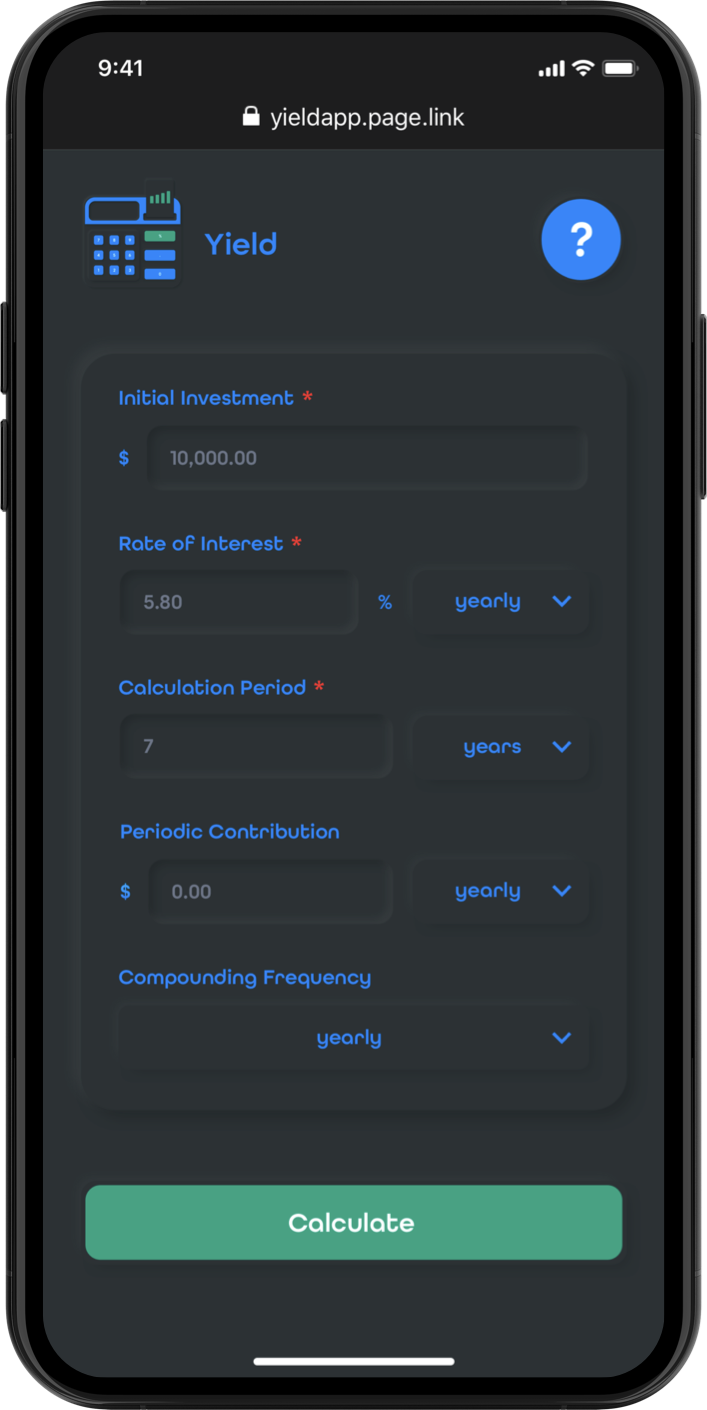 9:41
yieldapp.page.link
Yield
?
Initial Investment *
$ 10,000.00
Rate of Interest *
5.80 % yearly
Calculation Period *
7 years
Periodic Contribution
$ 0.00 yearly
Compounding Frequency
yearly
Calculate